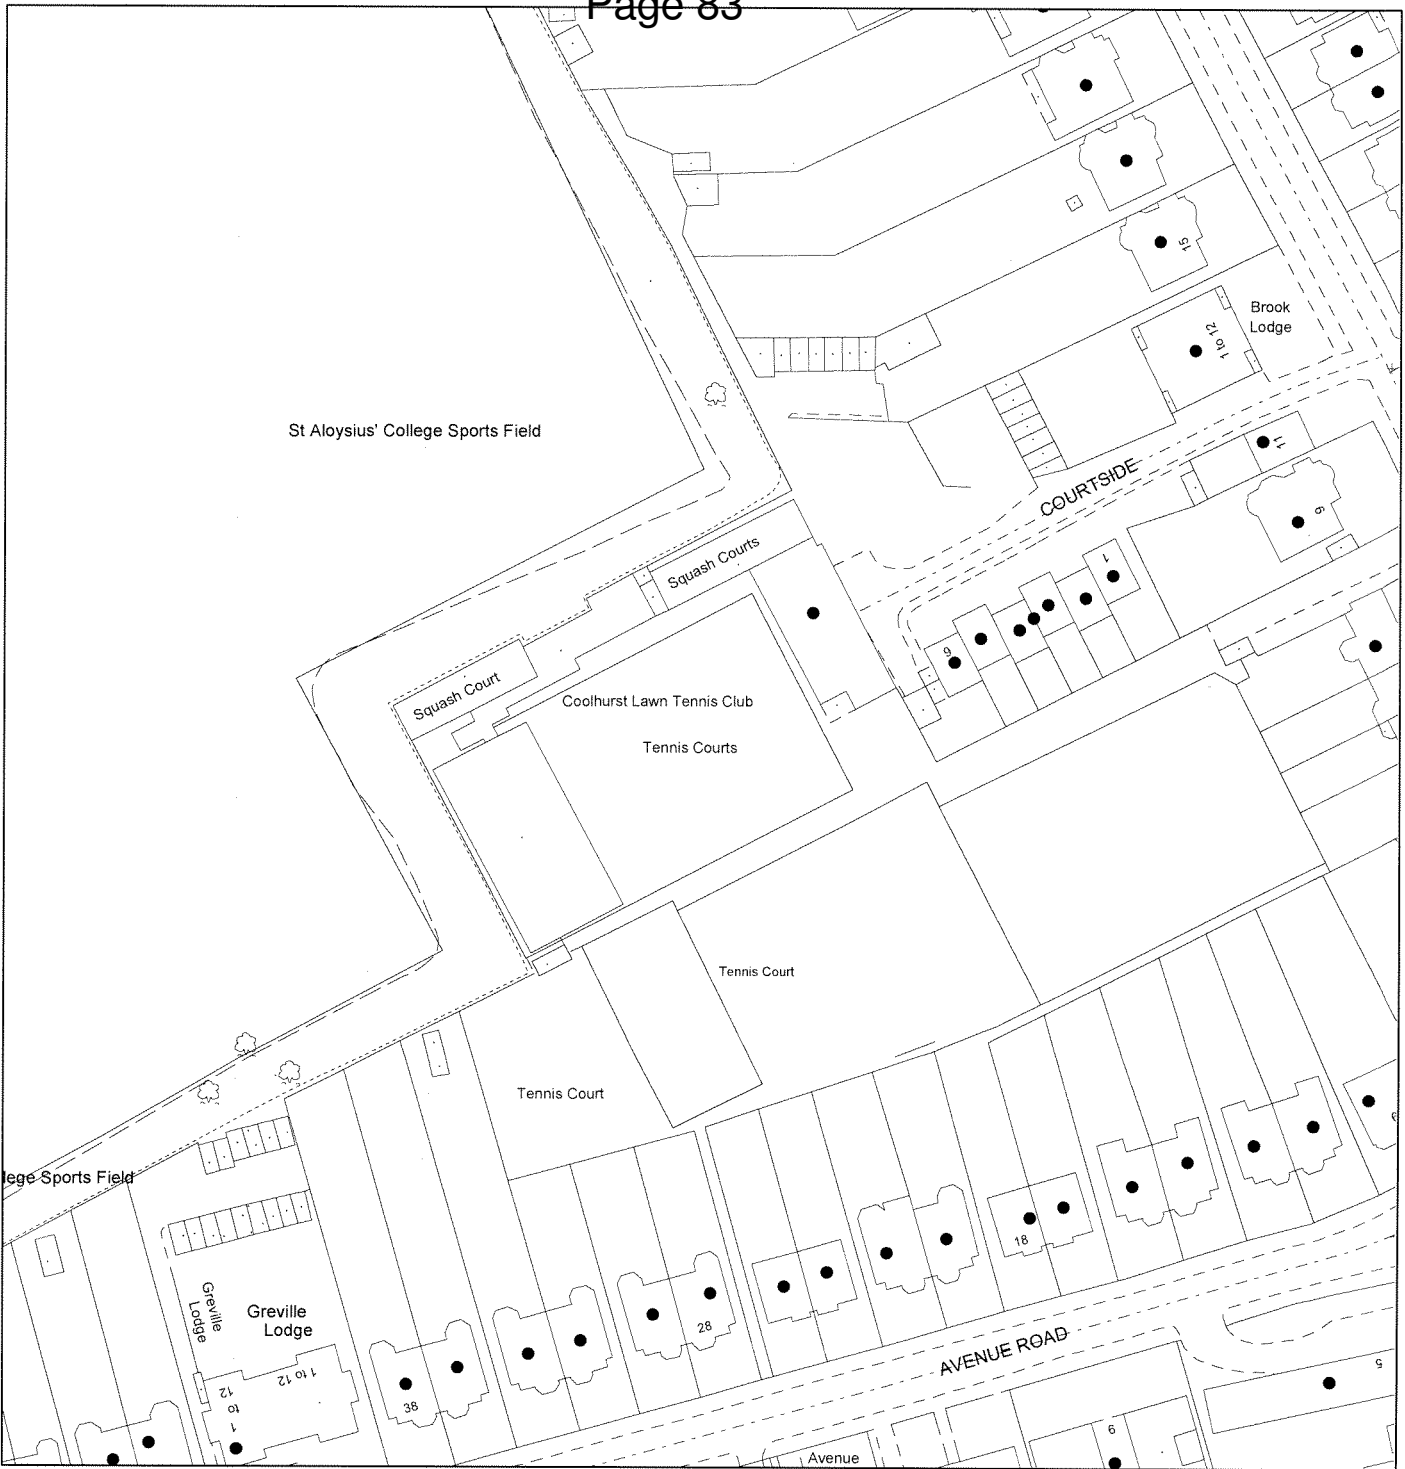 Page 83
15
Brook
Lodge
1 to 12
St Aloysius' College Sports Field
11
COURTSIDE
9
Squash Courts
1
9
Squash Court
Coolhurst Lawn Tennis Club
Tennis Courts
Tennis Court
Tennis Court
lege Sports Field
18
Greville
Lodge
Greville
Lodge
28
AVENUE ROAD
1 to 12
1 to 12
38
5
9
Avenue